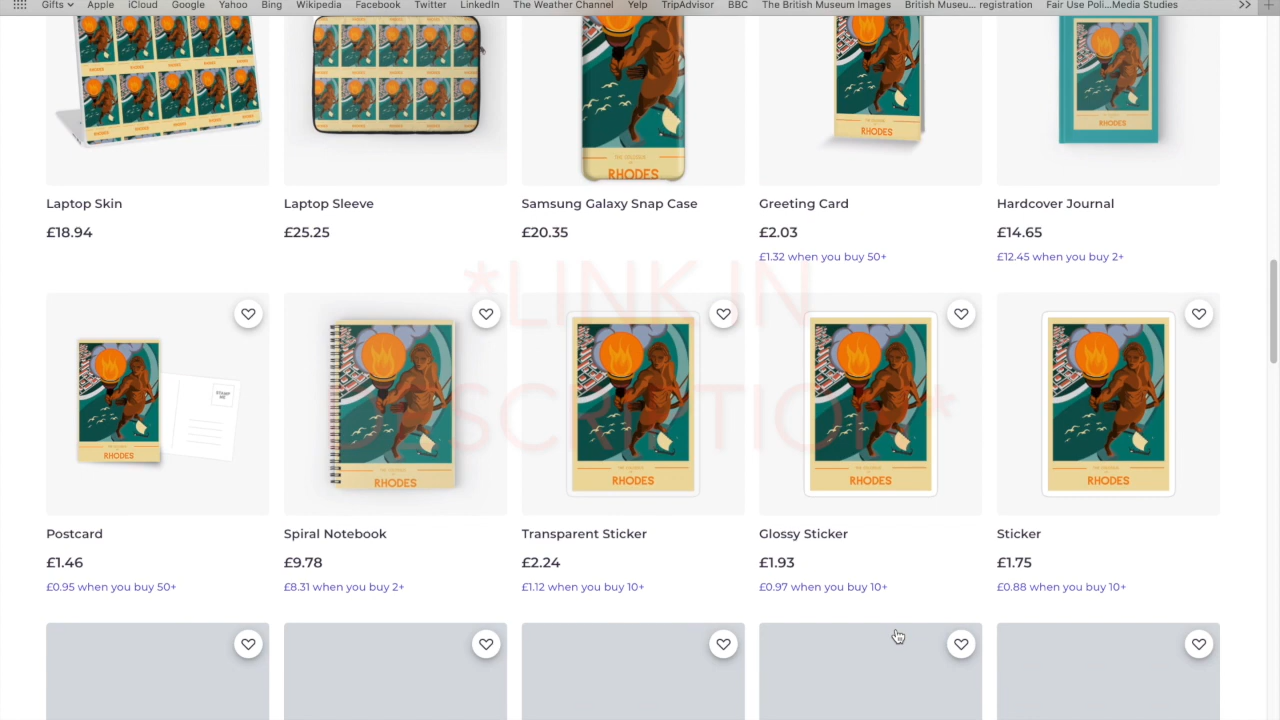 Gifts Apple iCloud Google Yahoo Bing Wikipedia Facebook Twitter LinkedIn The Weather Channel Yelp TripAdvisor BBC The British Museum Images British Museu... registration Fair Use Poli...Media Studies
RHODES
THE COLOSSUS
OF
RHODES
RHODES
RHODES
Laptop Skin
Laptop Sleeve
Samsung Galaxy Snap Case
Greeting Card
Hardcover Journal
£18.94
£25.25
£20.35
£2.03
£14.65
£1.32 when you buy 50+
£12.45 when you buy 2+
*LINK IN
DESCRIPTION*
STAMP
ME
RHODES
RHODES
RHODES
RHODES
RHODES
Postcard
Spiral Notebook
Transparent Sticker
Glossy Sticker
Sticker
£1.46
£9.78
£2.24
£1.93
£1.75
£0.95 when you buy 50+
£8.31 when you buy 2+
£1.12 when you buy 10+
£0.97 when you buy 10+
£0.88 when you buy 10+